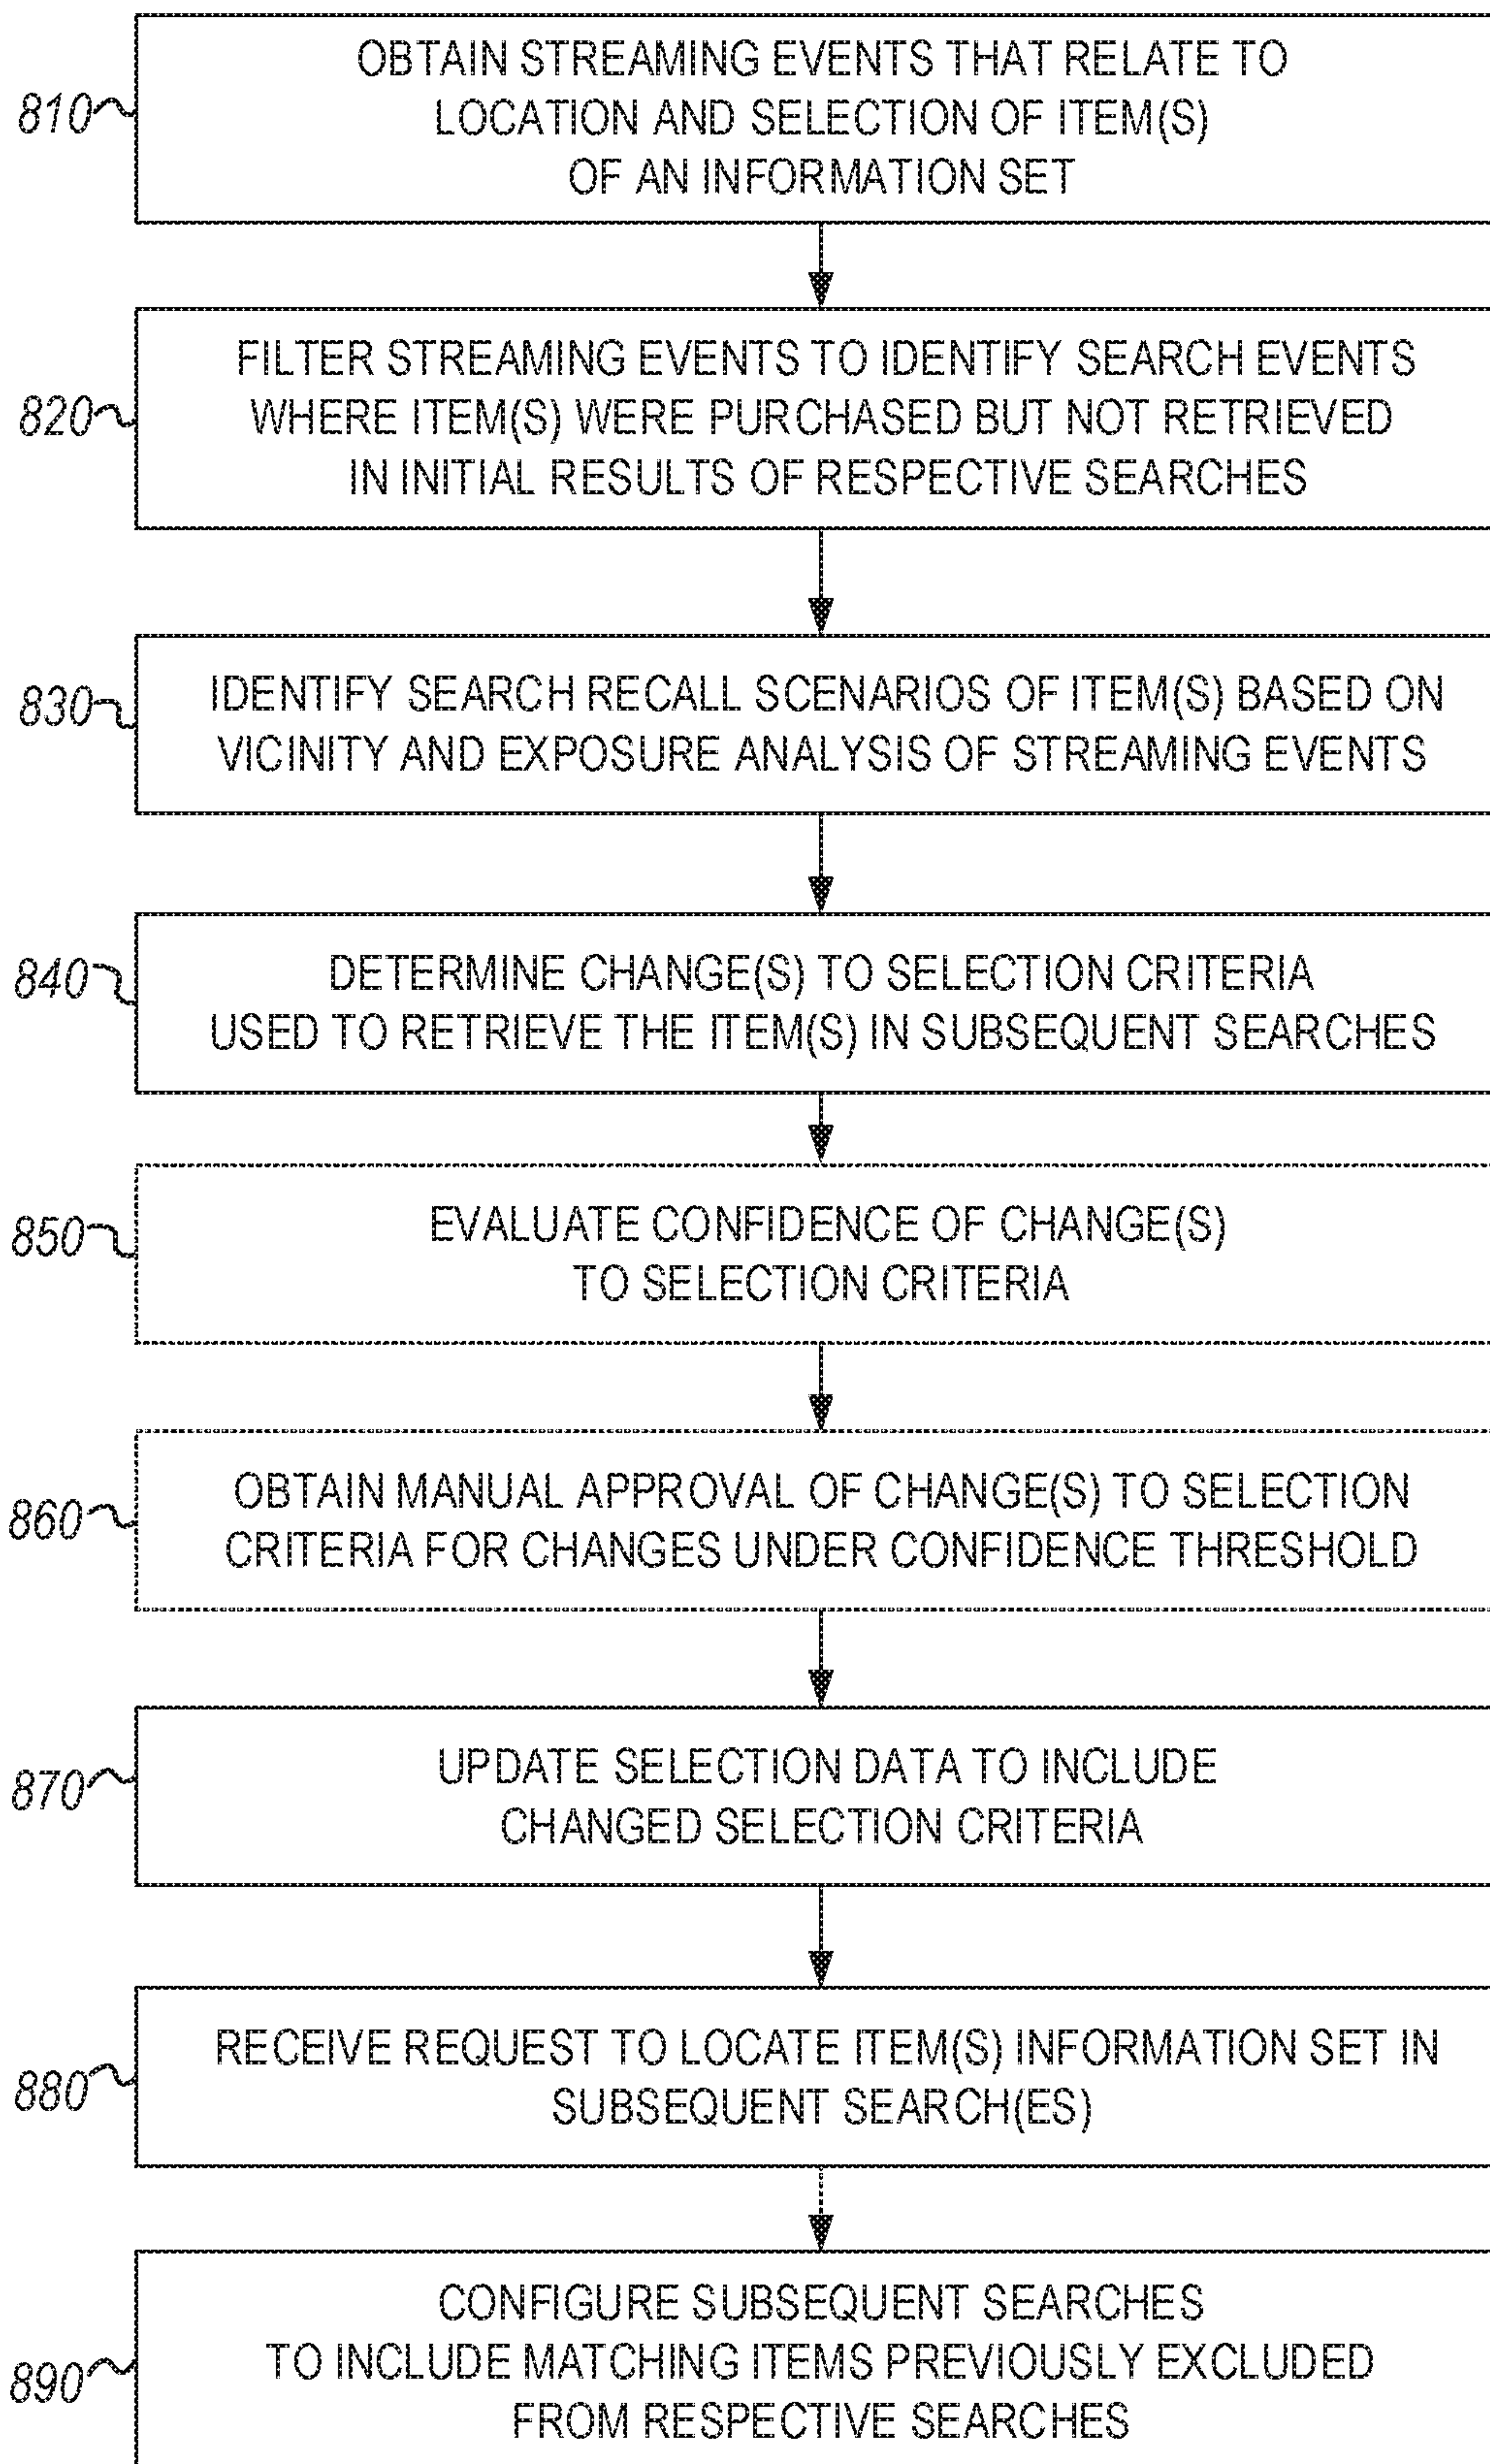 810
OBTAIN STREAMING EVENTS THAT RELATE TO
LOCATION AND SELECTION OF ITEM(S)
OF AN INFORMATION SET
820
FILTER STREAMING EVENTS TO IDENTIFY SEARCH EVENTS
WHERE ITEM(S) WERE PURCHASED BUT NOT RETRIEVED
IN INITIAL RESULTS OF RESPECTIVE SEARCHES
830
IDENTIFY SEARCH RECALL SCENARIOS OF ITEM(S) BASED ON
VICINITY AND EXPOSURE ANALYSIS OF STREAMING EVENTS
840
DETERMINE CHANGE(S) TO SELECTION CRITERIA
USED TO RETRIEVE THE ITEM(S) IN SUBSEQUENT SEARCHES
850
EVALUATE CONFIDENCE OF CHANGE(S)
TO SELECTION CRITERIA
860
OBTAIN MANUAL APPROVAL OF CHANGE(S) TO SELECTION
CRITERIA FOR CHANGES UNDER CONFIDENCE THRESHOLD
870
UPDATE SELECTION DATA TO INCLUDE
CHANGED SELECTION CRITERIA
880
RECEIVE REQUEST TO LOCATE ITEM(S) INFORMATION SET IN
SUBSEQUENT SEARCH(ES)
890
CONFIGURE SUBSEQUENT SEARCHES
TO INCLUDE MATCHING ITEMS PREVIOUSLY EXCLUDED
FROM RESPECTIVE SEARCHES